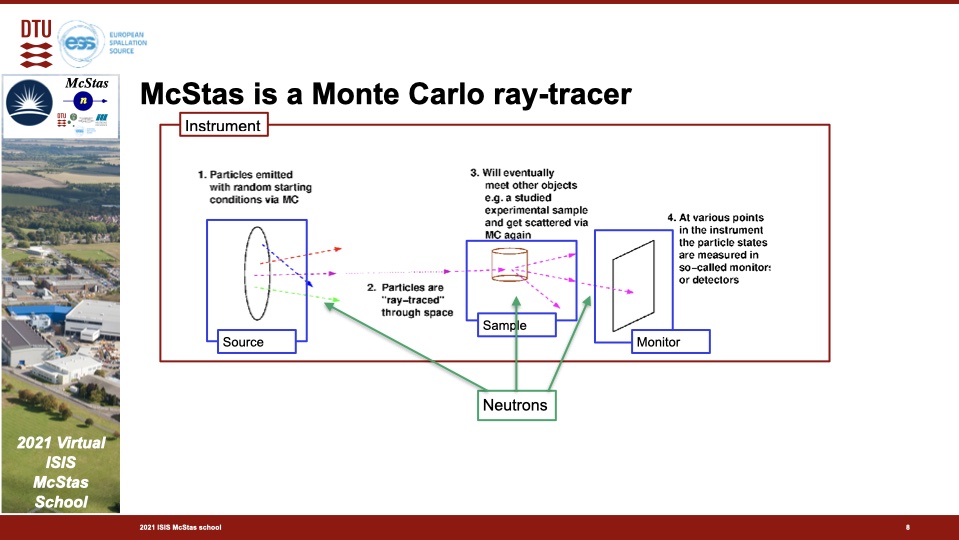 DTU
ess
EUROPEAN
SPALLATION
SOURCE
McStas
n
McStas is a Monte Carlo ray-tracer
Instrument
1. Particles emitted
with random starting
conditions via MC
3. Will eventually
meet other objects
e.g. a studied
experimental sample
and get scattered via
MC again
4. At various points
in the instrument
the particle states
are measured in
so–called monitors
or detectors
2. Particles are
"ray–traced"
through space
Source
Sample
Monitor
Neutrons
2021 Virtual
ISIS
McStas
School
2021 ISIS McStas school
8